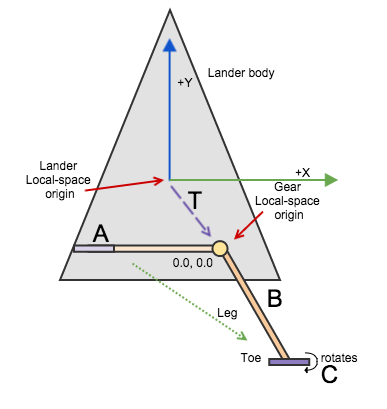 Lander body
+Y
Lander
Local-space
origin
+X
Gear
Local-space
origin
T
A
0.0, 0.0
B
Leg
Toe
rotates
C